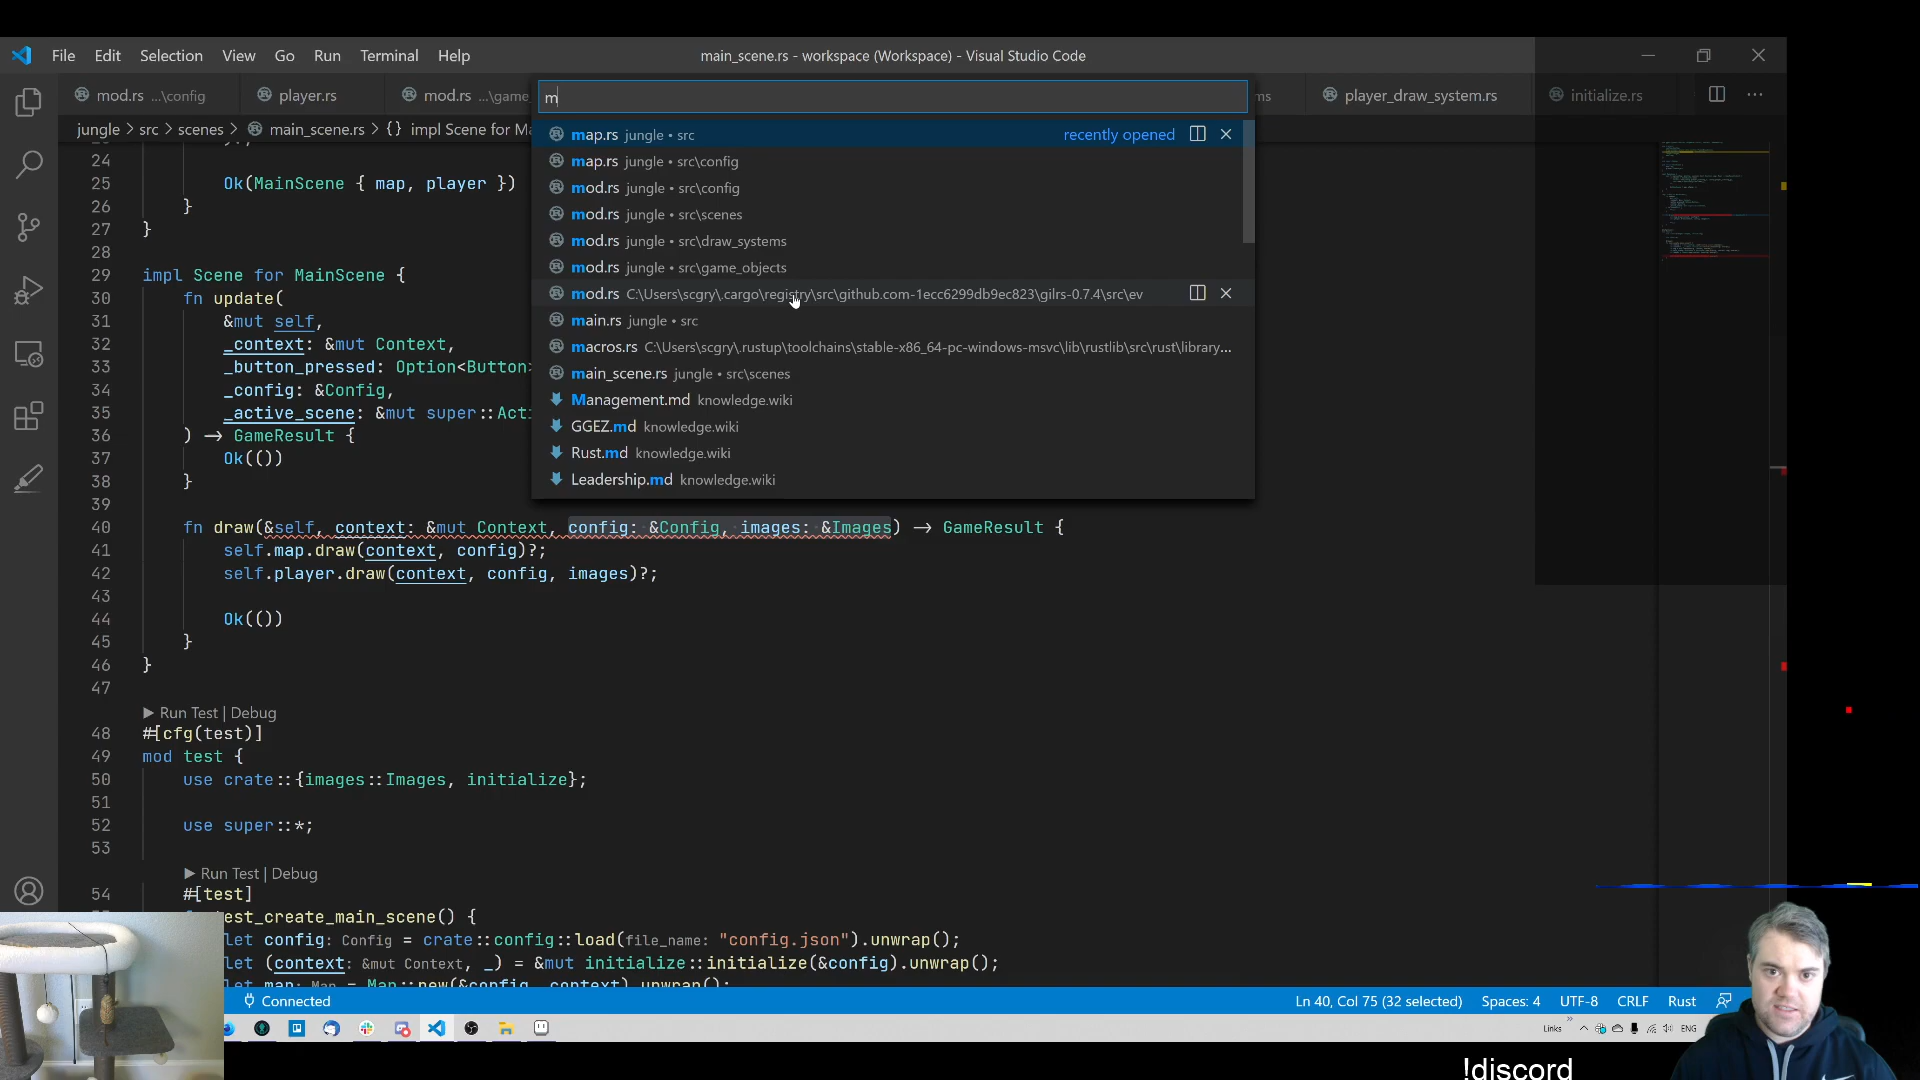 File Edit Selection View Go Run Terminal Help
main_scene.rs - workspace (Workspace) - Visual Studio Code
mod.rs ...\config player.rs mod.rs ...\game_ ms player_draw_system.rs initialize.rs
m
jungle > src > scenes > main_scene.rs > {} impl Scene for Ma
map.rs jungle • src recently opened
map.rs jungle • src\config
mod.rs jungle • src\config
mod.rs jungle • src\scenes
mod.rs jungle • src\draw_systems
mod.rs jungle • src\game_objects
mod.rs C:\Users\scgry\.cargo\registry\src\github.com-1ecc6299db9ec823\gilrs-0.7.4\src\ev
main.rs jungle • src
macros.rs C:\Users\scgry\.rustup\toolchains\stable-x86_64-pc-windows-msvc\lib\rustlib\src\rust\library...
main_scene.rs jungle • src\scenes
Management.md knowledge.wiki
GGEZ.md knowledge.wiki
Rust.md knowledge.wiki
Leadership.md knowledge.wiki
24
25 Ok(MainScene { map, player })
26 }
27 }
28
29 impl Scene for MainScene {
30 fn update(
31 &mut self,
32 _context: &mut Context,
33 _button_pressed: Option<Button>
34 _config: &Config,
35 _active_scene: &mut super::Acti
36 ) → GameResult {
37 Ok(())
38 }
39
40 fn draw(&self, context: &mut Context, config: &Config, images: &Images) → GameResult {
41 self.map.draw(context, config)?;
42 self.player.draw(context, config, images)?;
43
44 Ok(())
45 }
46 }
47
▶ Run Test | Debug
48 #[cfg(test)]
49 mod test {
50 use crate::{images::Images, initialize};
51
52 use super::*;
53
▶ Run Test | Debug
54 #[test]
est_create_main_scene() {
let config: Config = crate::config::load(file_name: "config.json").unwrap();
let (context: &mut Context, _) = &mut initialize::initialize(&config).unwrap();
let map: Map = Map::new(&config, context).unwrap();
Connected
Ln 40, Col 75 (32 selected) Spaces: 4 UTF-8 CRLF Rust
Links ENG
!discord